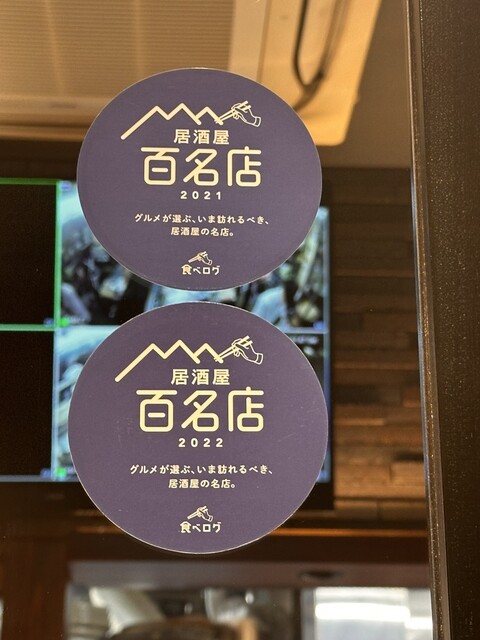 居酒屋
百名店
2021
グルメが選ぶ、いま訪れるべき、
居酒屋の名店。
食べログ
居酒屋
百名店
2022
グルメが選ぶ、いま訪れるべき、
居酒屋の名店。
食べログ